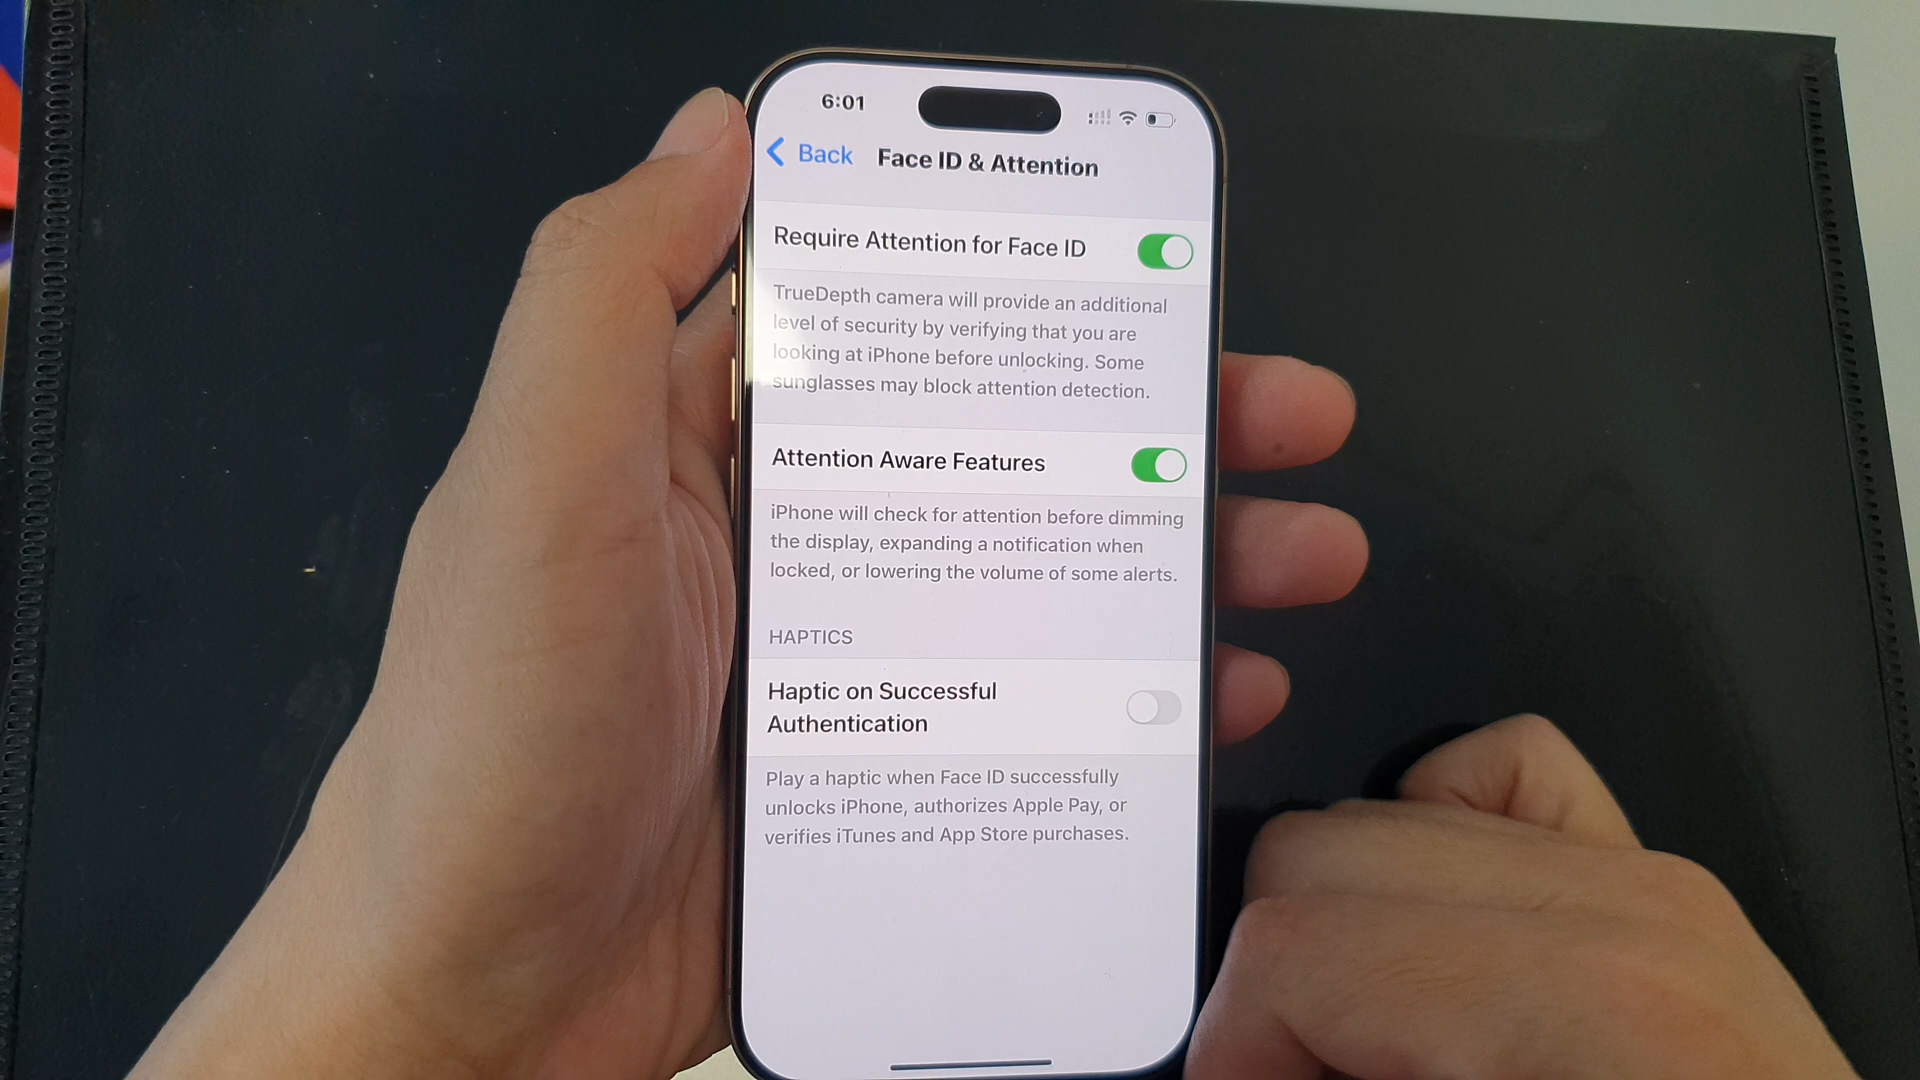 6:01
Back Face ID & Attention
Require Attention for Face ID
TrueDepth camera will provide an additional
level of security by verifying that you are
looking at iPhone before unlocking. Some
sunglasses may block attention detection.
Attention Aware Features
iPhone will check for attention before dimming
the display, expanding a notification when
locked, or lowering the volume of some alerts.
HAPTICS
Haptic on Successful
Authentication
Play a haptic when Face ID successfully
unlocks iPhone, authorizes Apple Pay, or
verifies iTunes and App Store purchases.